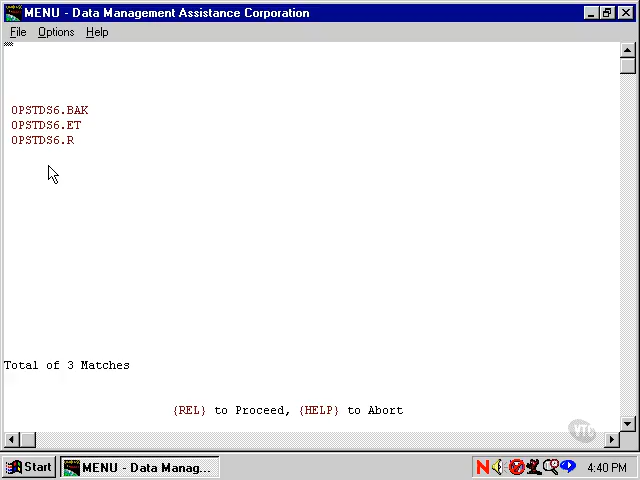 MENU - Data Management Assistance Corporation
File Options Help
OPSTDS6.BAK
OPSTDS6.ET
OPSTDS6.R
Total of 3 Matches
{REL} to Proceed, {HELP} to Abort
VTC
Start MENU - Data Manag... N 4:40 PM